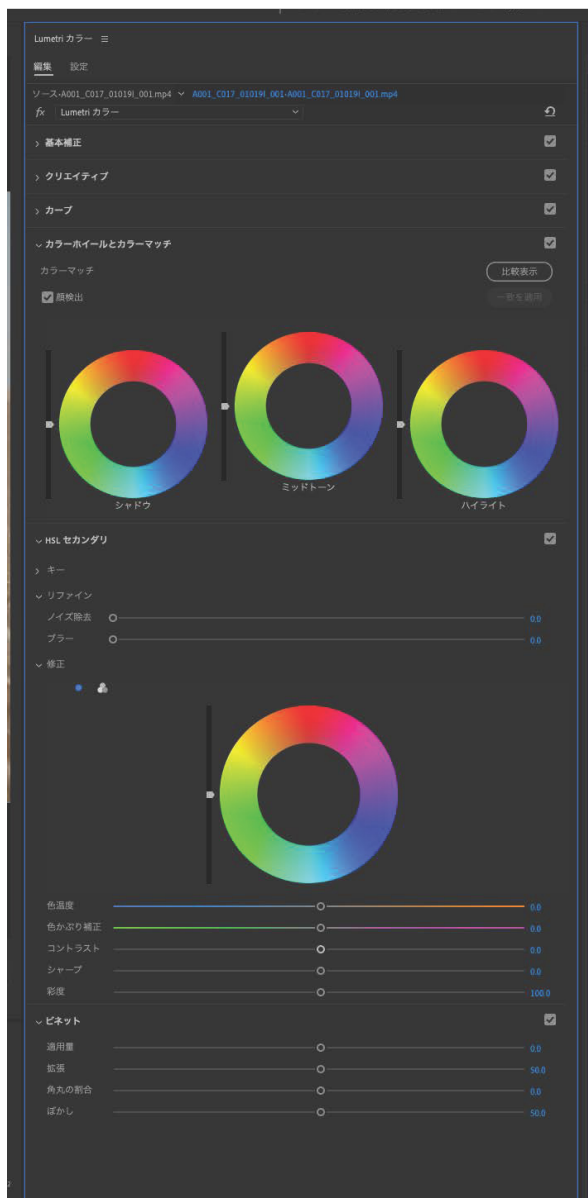 Lumetri カラー
編集 設定
ソース-A001_C017_01019I_001.mp4 A001_C017_01019I_001-A001_C017_01019I_001.mp4
fx Lumetri カラー
基本補正
クリエイティブ
カーブ
カラーホイールとカラーマッチ
カラーマッチ 比較表示
顔検出 一致を適用
シャドウ ミッドトーン ハイライト
HSL セカンダリ
キー
リファイン
ノイズ除去 0.0
ブラー 0.0
修正
色温度 0.0
色かぶり補正 0.0
コントラスト 0.0
シャープ 0.0
彩度 100.0
ビネット
適用量 0.0
拡張 50.0
角丸の割合 0.0
ぼかし 50.0
2